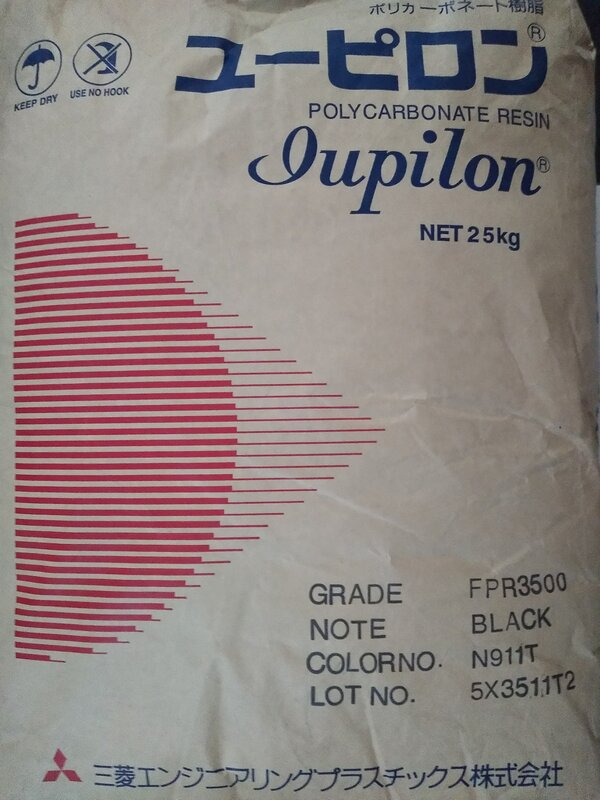 ポリカーボネート樹脂
ユーピロン®
KEEP DRY
USE NO HOOK
POLYCARBONATE RESIN
Iupilon®
NET 25kg
GRADE FPR3500
NOTE BLACK
COLORNO. N911T
LOT NO. 5X3511T2
三菱エンジニアリングプラスチックス株式会社